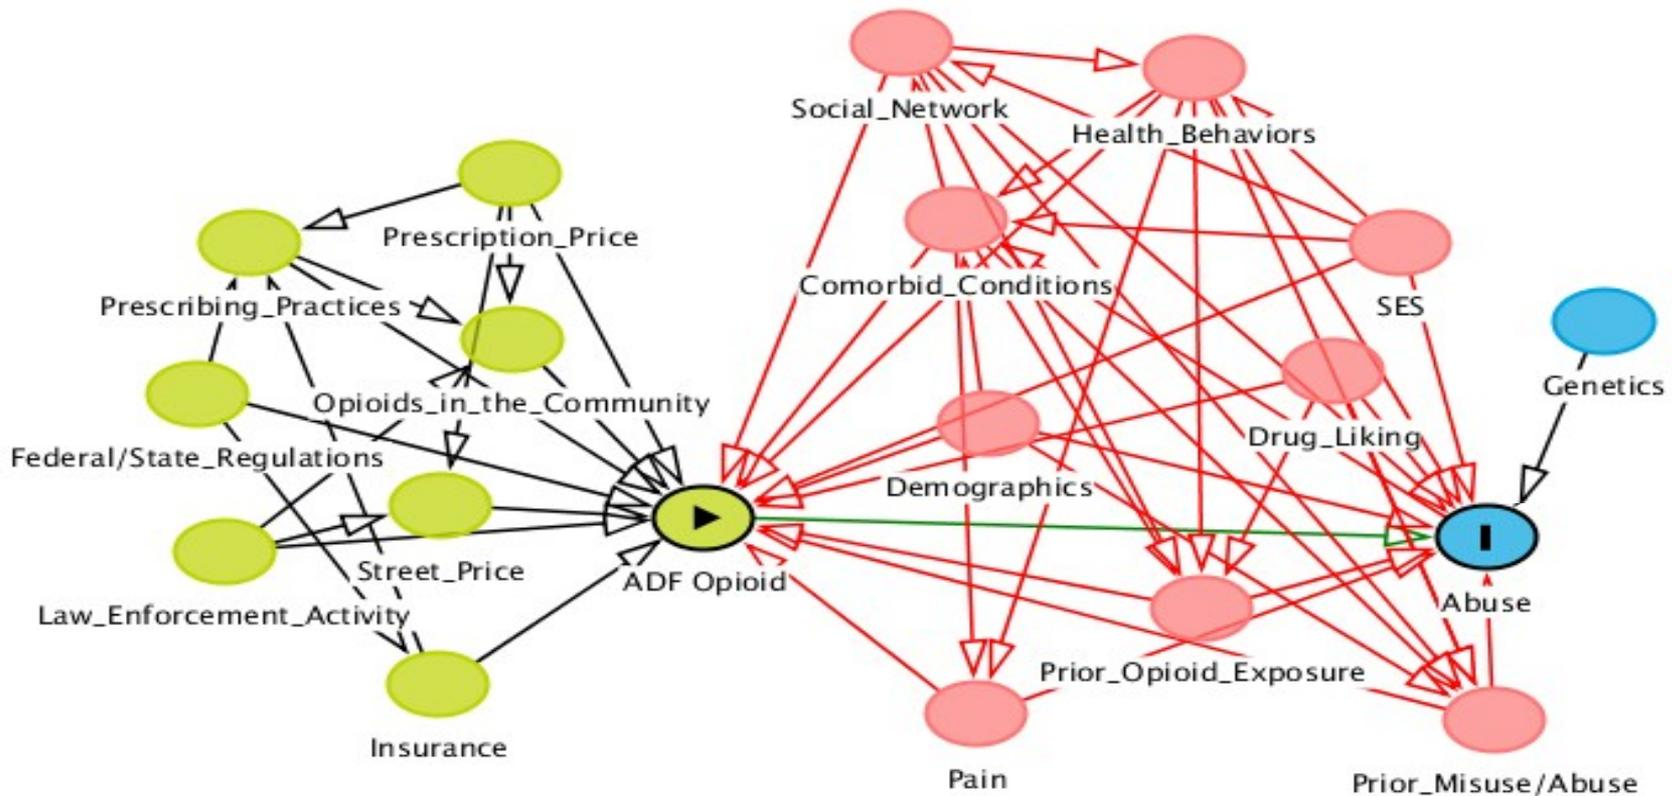 Social_Network
Health_Behaviors
Prescription_Price
Comorbid_Conditions
Prescribing_Practices
SES
Genetics
Opioids_in_the_Community
Drug_Liking
Federal/State_Regulations
Demographics
Street_Price
ADF Opioid
Abuse
Law_Enforcement_Activity
Prior_Opioid_Exposure
Insurance
Pain
Prior_Misuse/Abuse